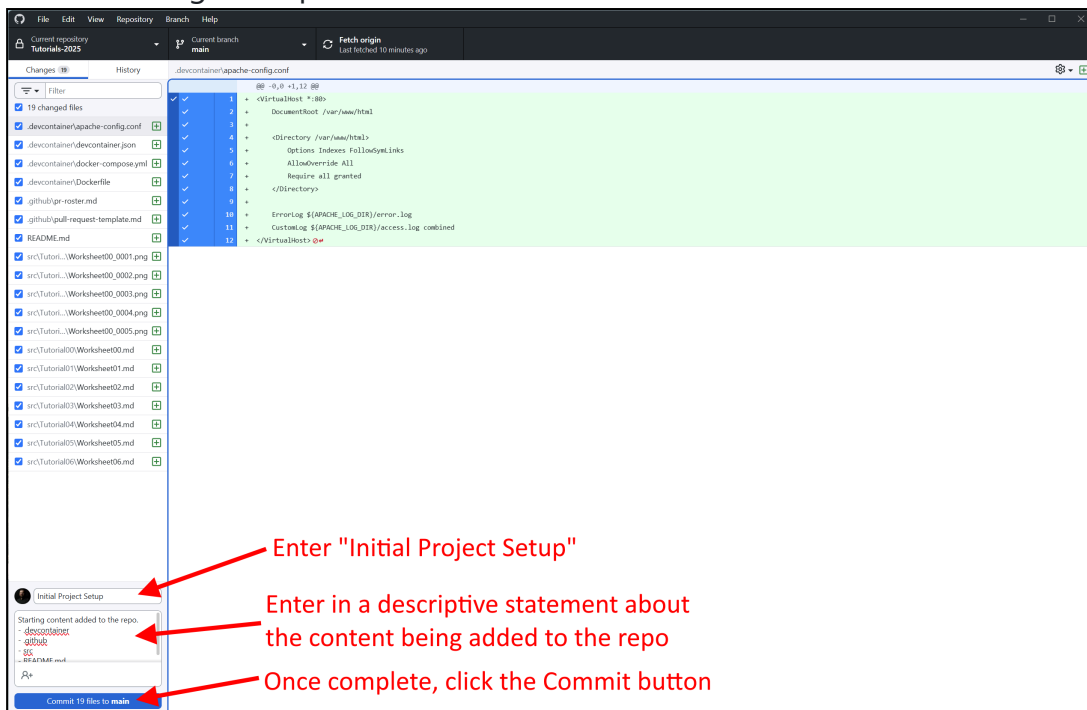 File Edit View Repository Branch Help
Current repository
Tutorials-2025
Current branch
main
Fetch origin
Last fetched 10 minutes ago
Changes 19 History
.devcontainer\apache-config.conf
Filter
19 changed files
.devcontainer\apache-config.conf
.devcontainer\devcontainer.json
.devcontainer\docker-compose.yml
.devcontainer\Dockerfile
.github\pr-roster.md
.github\pull-request-template.md
README.md
src\Tutori...\Worksheet00_0001.png
src\Tutori...\Worksheet00_0002.png
src\Tutori...\Worksheet00_0003.png
src\Tutori...\Worksheet00_0004.png
src\Tutori...\Worksheet00_0005.png
src\Tutorial00\Worksheet00.md
src\Tutorial01\Worksheet01.md
src\Tutorial02\Worksheet02.md
src\Tutorial03\Worksheet03.md
src\Tutorial04\Worksheet04.md
src\Tutorial05\Worksheet05.md
src\Tutorial06\Worksheet06.md
@@ -0,0 +1,12 @@
1 + <VirtualHost *:80>
2 + DocumentRoot /var/www/html
3 +
4 + <Directory /var/www/html>
5 + Options Indexes FollowSymLinks
6 + AllowOverride All
7 + Require all granted
8 + </Directory>
9 +
10 + ErrorLog ${APACHE_LOG_DIR}/error.log
11 + CustomLog ${APACHE_LOG_DIR}/access.log combined
12 + </VirtualHost>
Enter "Initial Project Setup"
Initial Project Setup
Enter in a descriptive statement about
the content being added to the repo
Starting content added to the repo.
- .devcontainer
- .github
- src
- README.md
Once complete, click the Commit button
Commit 19 files to main